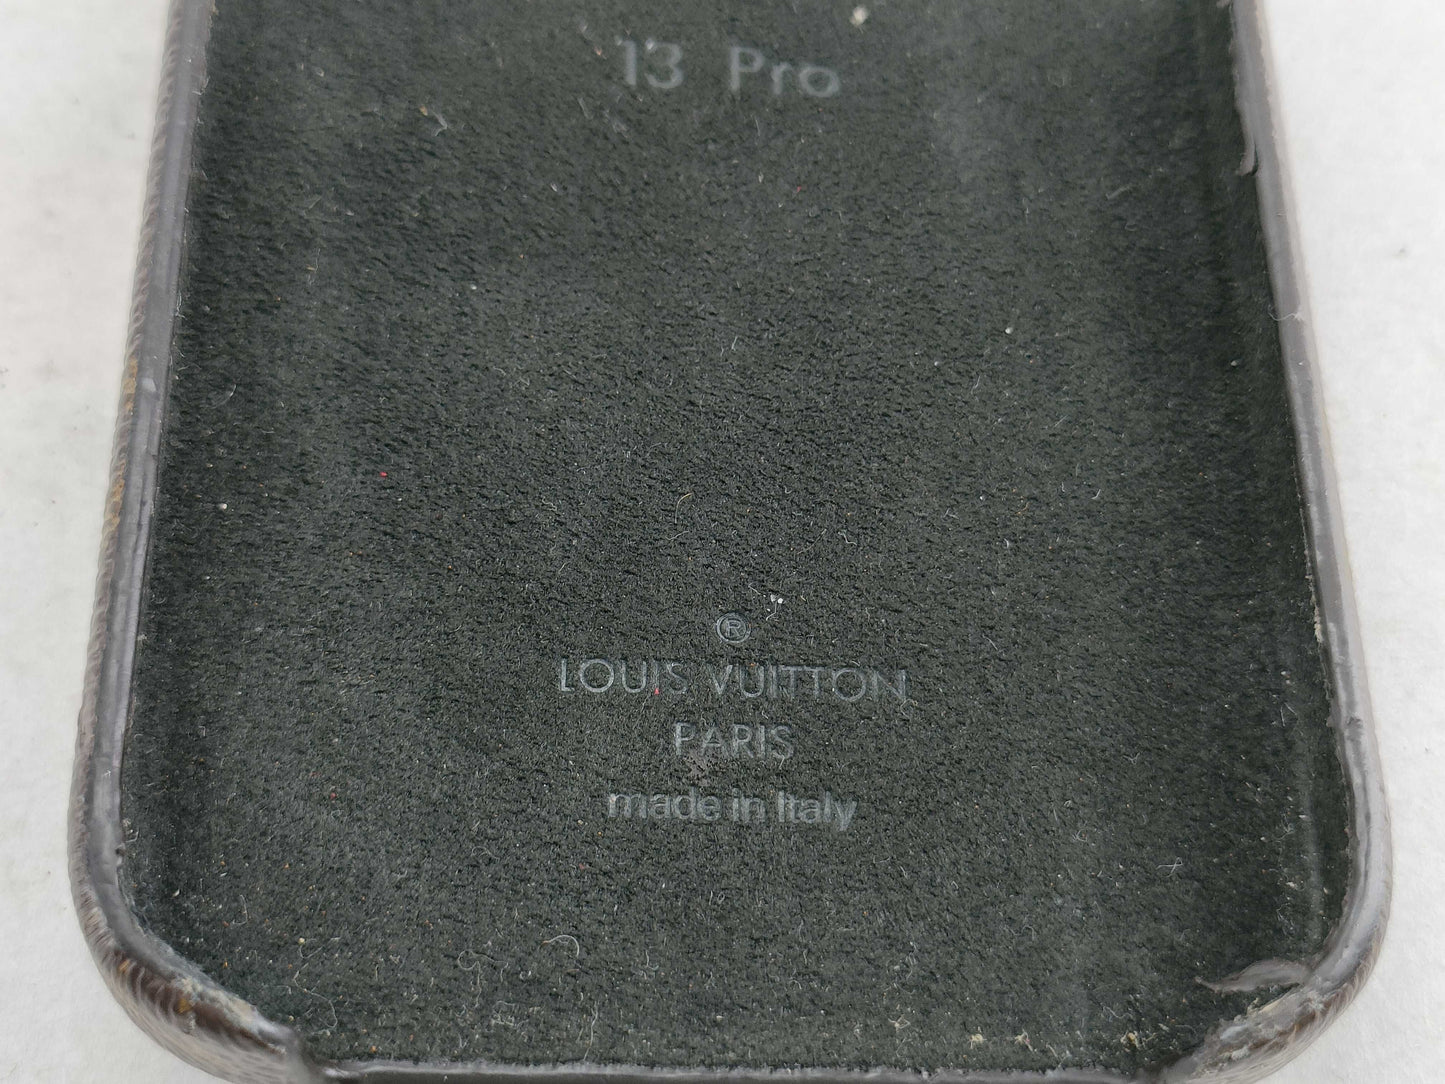 13 Pro
®
LOUIS VUITTON
PARIS
made in Italy